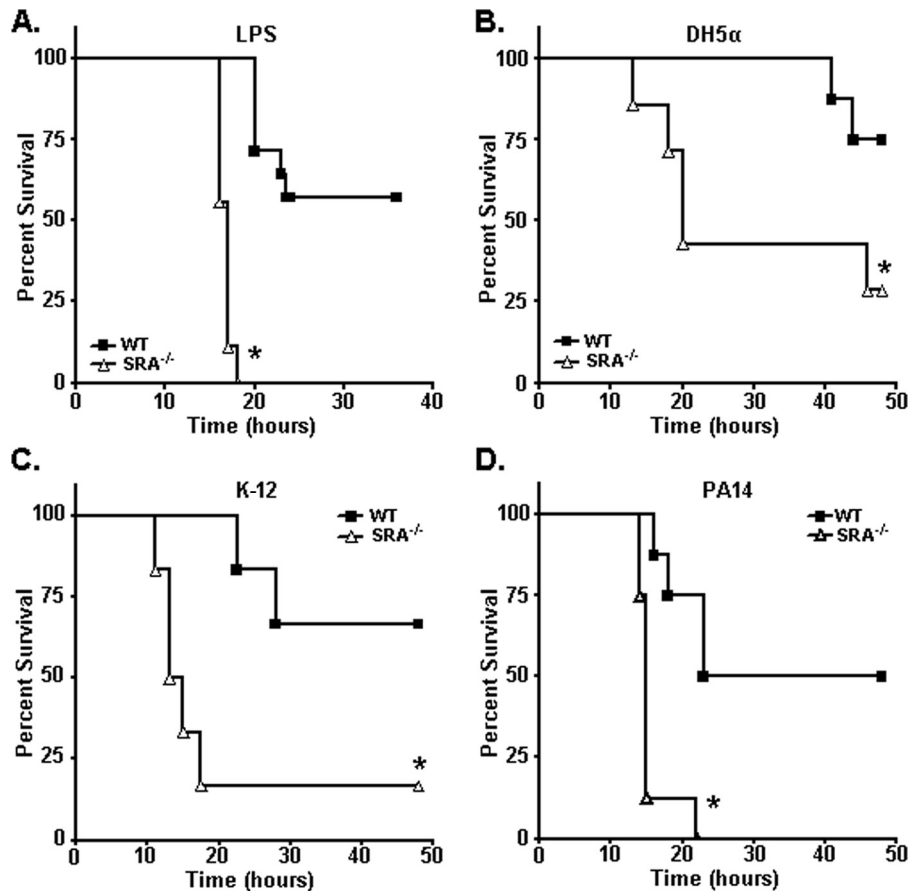 A.
LPS
Percent Survival
100
75
50
25
0
WT
SRA-/-
*
0 10 20 30 40
Time (hours)
B.
DH5α
Percent Survival
100
75
50
25
0
WT
SRA-/-
*
0 10 20 30 40 50
Time (hours)
C.
K-12
Percent Survival
100
75
50
25
0
WT
SRA-/-
*
0 10 20 30 40 50
Time (hours)
D.
PA14
Percent Survival
100
75
50
25
0
WT
SRA-/-
*
0 10 20 30 40 50
Time (hours)